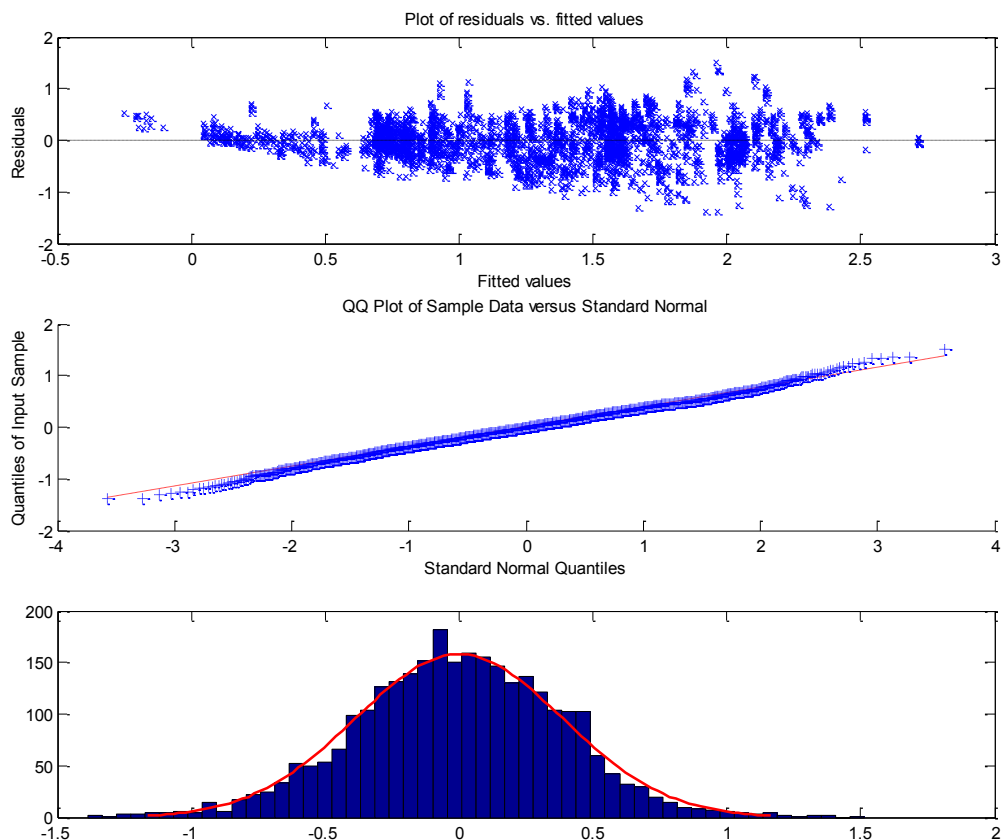 Plot of residuals vs. fitted values
2
1
0
-1
-2
Residuals
-0.5 0 0.5 1 1.5 2 2.5 3
Fitted values
QQ Plot of Sample Data versus Standard Normal
2
1
0
-1
-2
Quantiles of Input Sample
-4 -3 -2 -1 0 1 2 3 4
Standard Normal Quantiles
200
150
100
50
0
-1.5 -1 -0.5 0 0.5 1 1.5 2